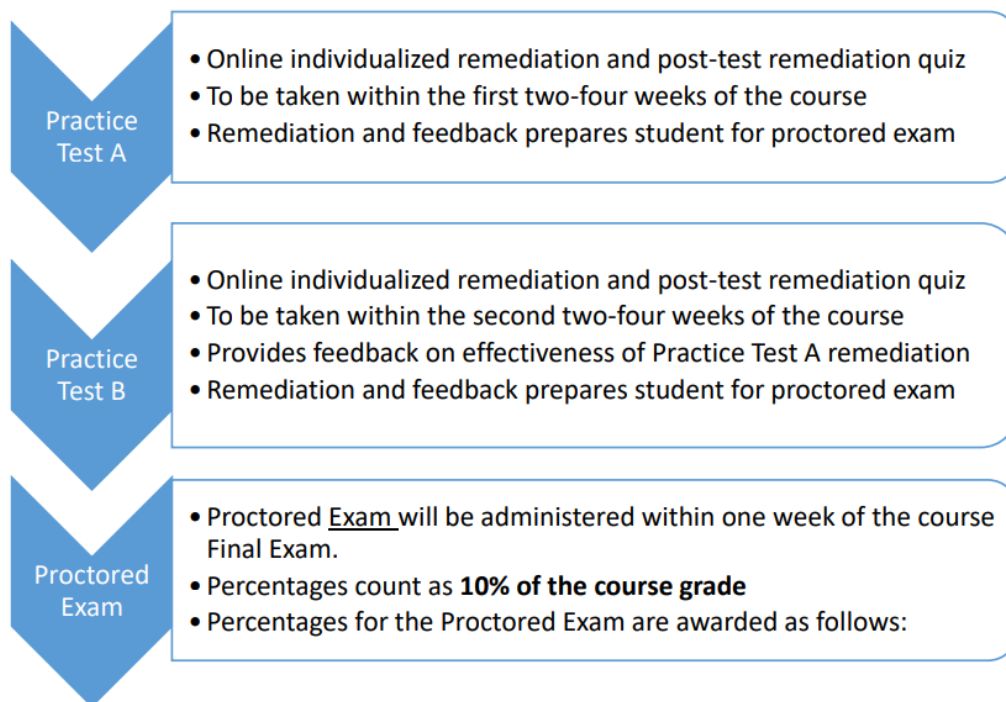 Practice
Test A
• Online individualized remediation and post-test remediation quiz
• To be taken within the first two-four weeks of the course
• Remediation and feedback prepares student for proctored exam
Practice
Test B
• Online individualized remediation and post-test remediation quiz
• To be taken within the second two-four weeks of the course
• Provides feedback on effectiveness of Practice Test A remediation
• Remediation and feedback prepares student for proctored exam
Proctored
Exam
• Proctored Exam will be administered within one week of the course
Final Exam.
• Percentages count as 10% of the course grade
• Percentages for the Proctored Exam are awarded as follows: